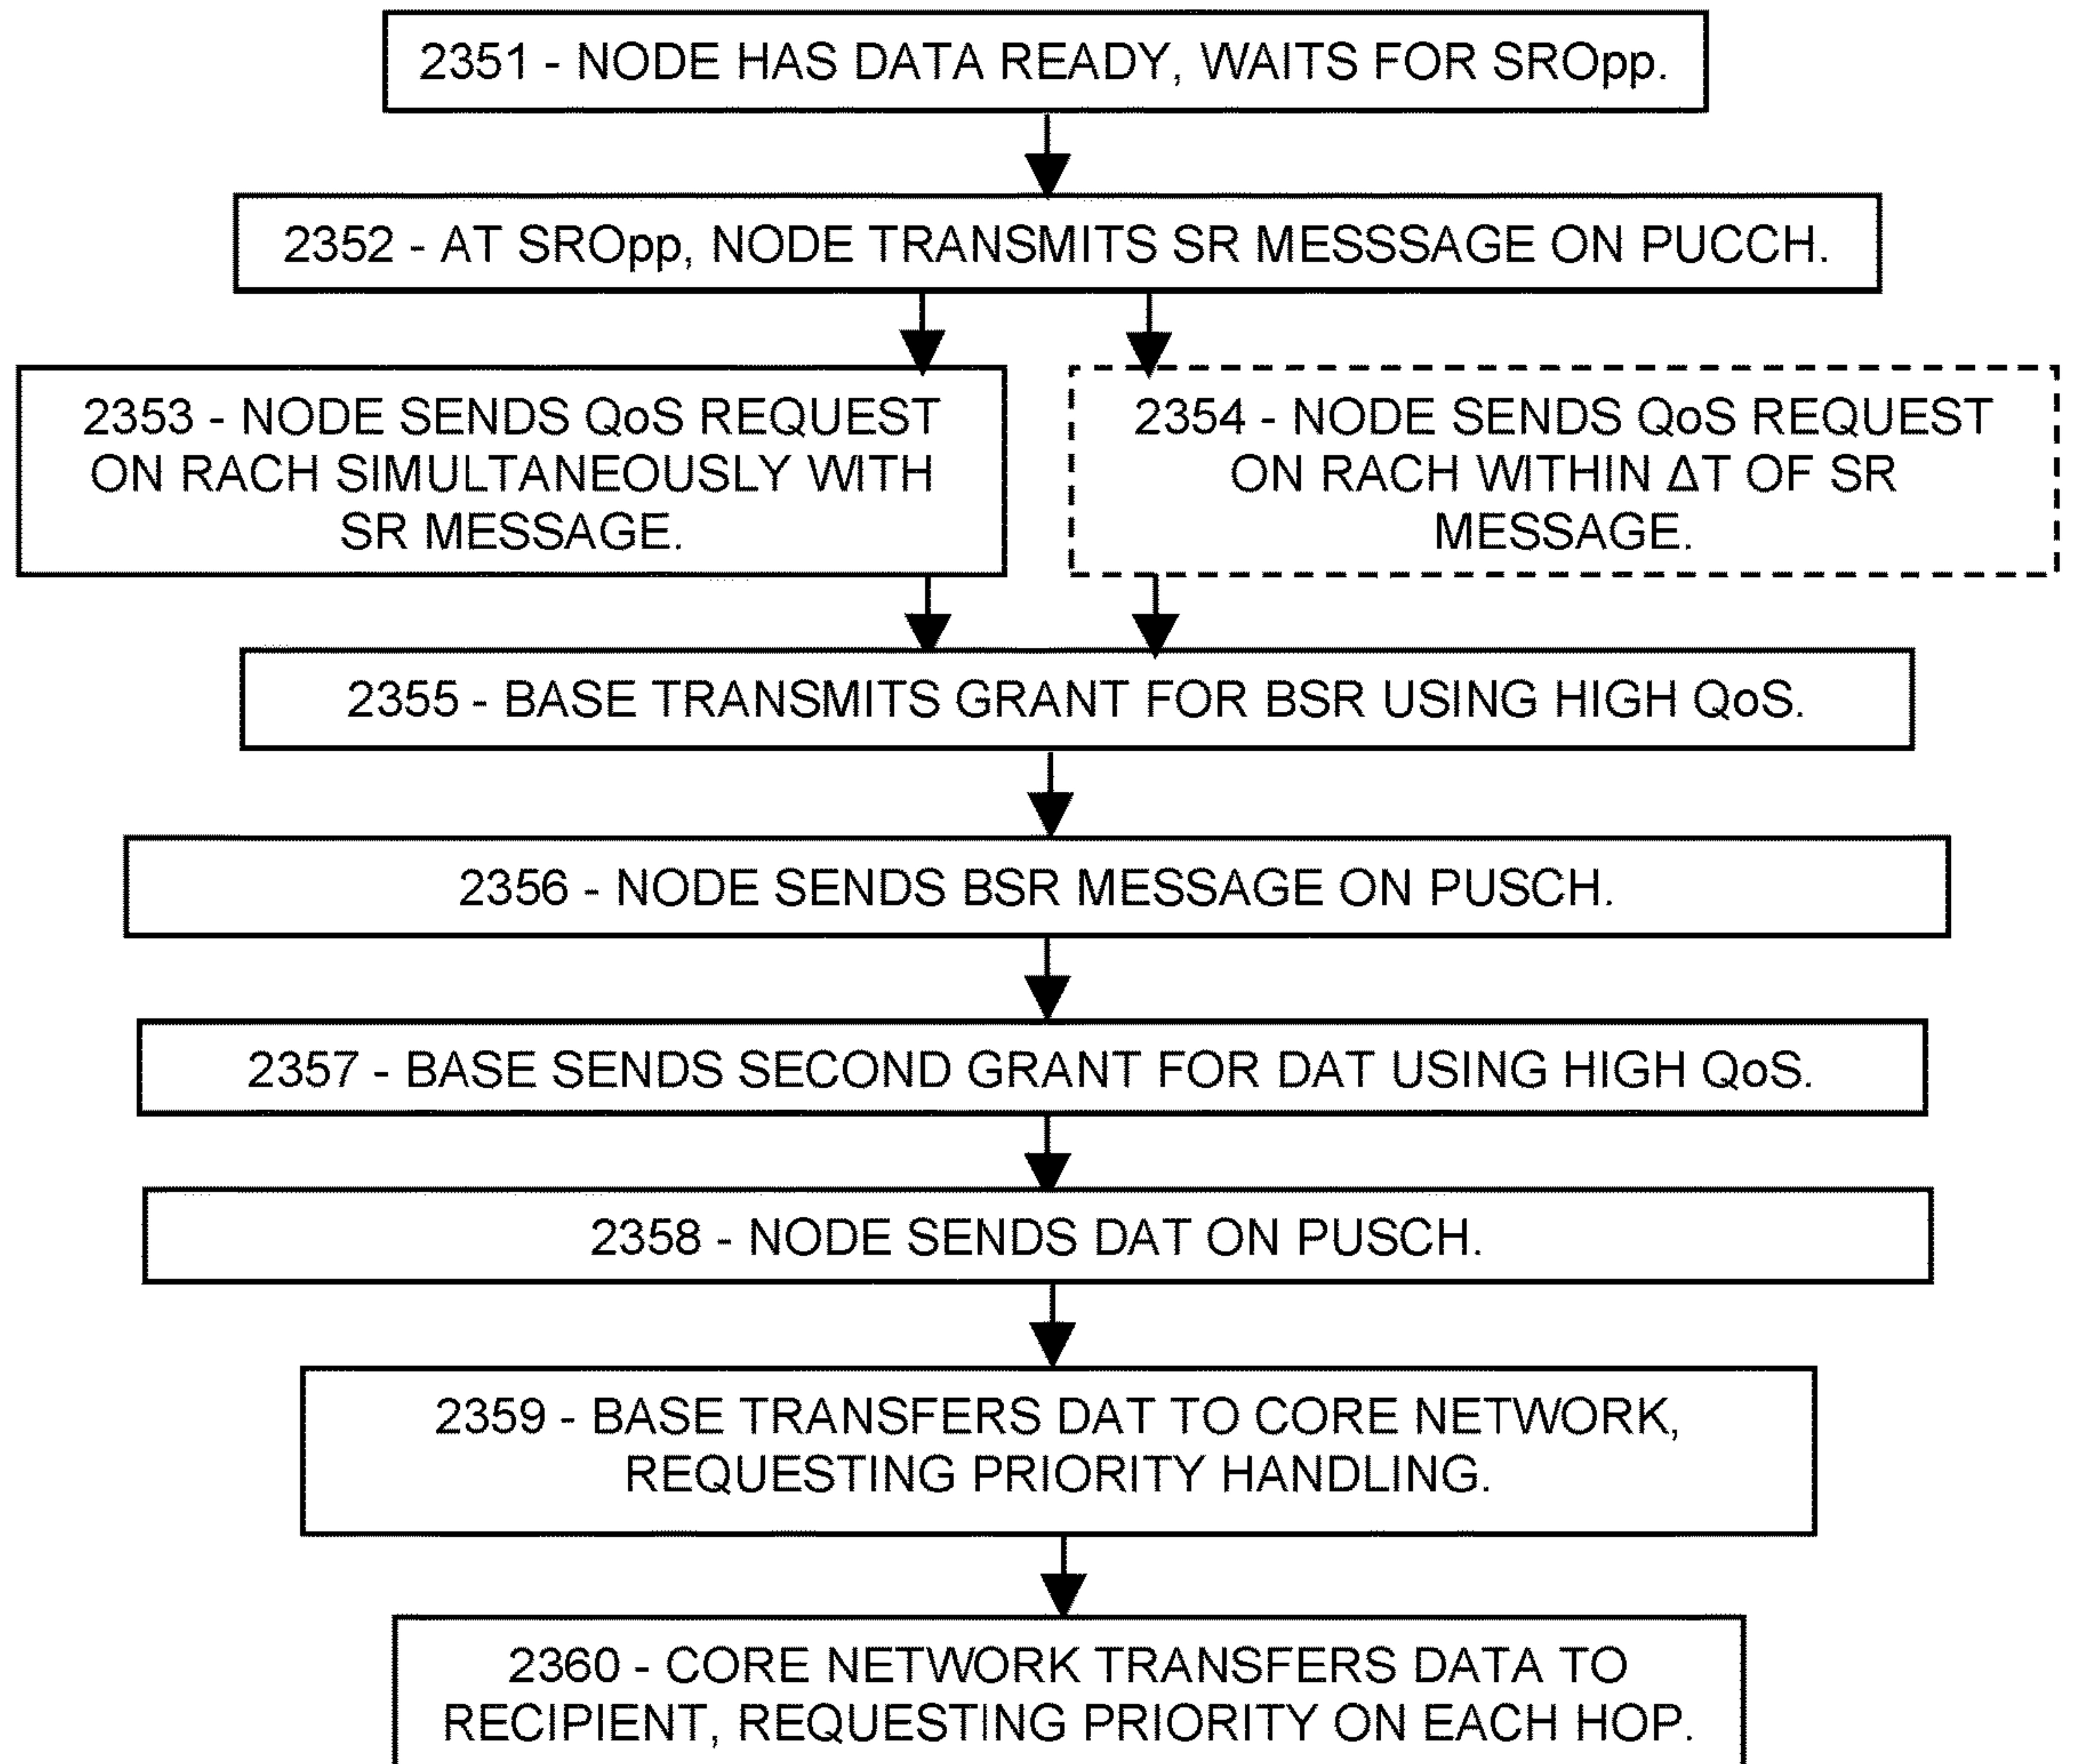 2351 - NODE HAS DATA READY, WAITS FOR SROpp.
2352 - AT SROpp, NODE TRANSMITS SR MESSSAGE ON PUCCH.
2353 - NODE SENDS QoS REQUEST
ON RACH SIMULTANEOUSLY WITH
SR MESSAGE.
2354 - NODE SENDS QoS REQUEST
ON RACH WITHIN ΔT OF SR
MESSAGE.
2355 - BASE TRANSMITS GRANT FOR BSR USING HIGH QoS.
2356 - NODE SENDS BSR MESSAGE ON PUSCH.
2357 - BASE SENDS SECOND GRANT FOR DAT USING HIGH QoS.
2358 - NODE SENDS DAT ON PUSCH.
2359 - BASE TRANSFERS DAT TO CORE NETWORK,
REQUESTING PRIORITY HANDLING.
2360 - CORE NETWORK TRANSFERS DATA TO
RECIPIENT, REQUESTING PRIORITY ON EACH HOP.